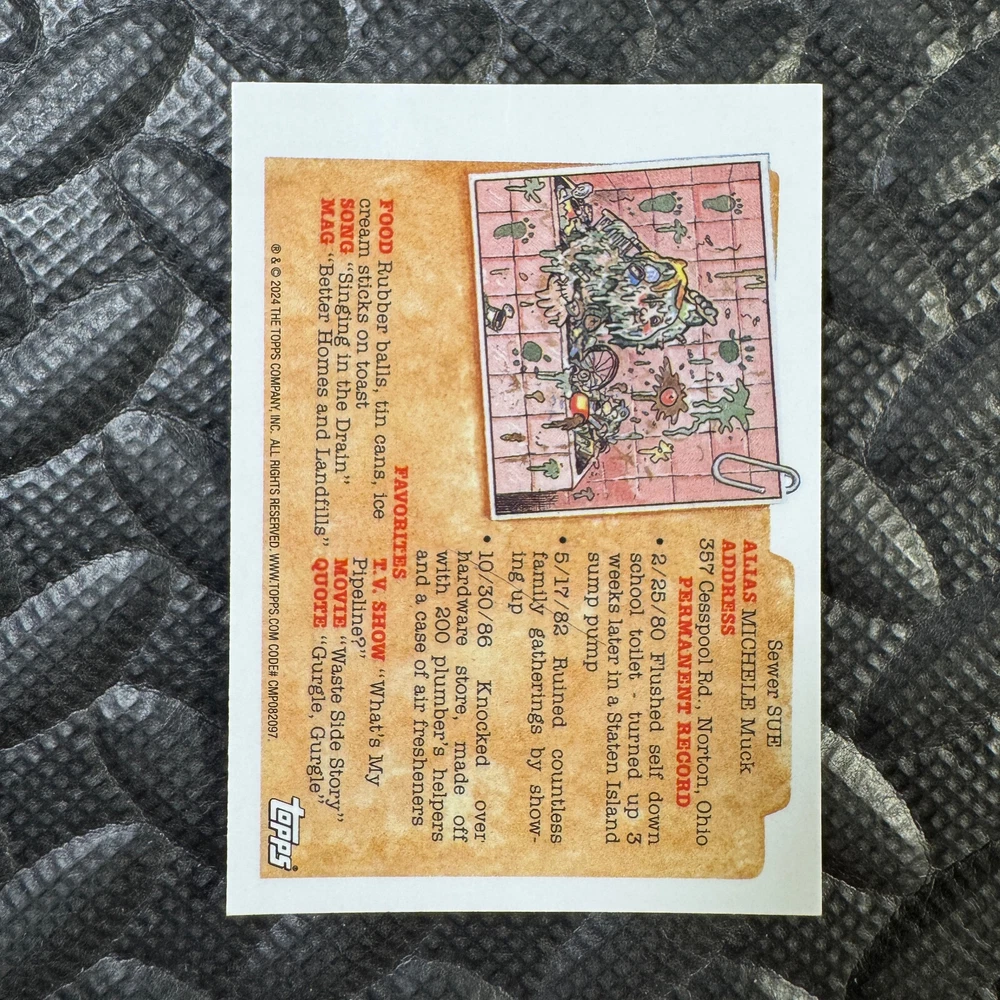 Sewer SUE
ALIAS MICHELE Muck
ADDRESS
357 Cesspool Rd., Norton, Ohio
PERMANENT RECORD
• 2/25/80 Flushed self down
school toilet - turned up 3
weeks later in a Staten Island
sump pump
• 5/17/82 Ruined countless
family gatherings by show-
ing up
• 10/30/86 Knocked over
hardware store, made off
with 200 plumber's helpers
and a case of air fresheners
FAVORITES
FOOD Rubber balls, tin cans, ice
cream sticks on toast
SONG "Singing in the Drain"
MAG "Better Homes and Landfills"
T.V. SHOW "What's My
Pipeline?"
MOVIE "Waste Side Story"
QUOTE "Gurgle, Gurgle"
® & © 2024 THE TOPPS COMPANY, INC. ALL RIGHTS RESERVED. WWW.TOPPS.COM CODE# CMP082097.
topps®